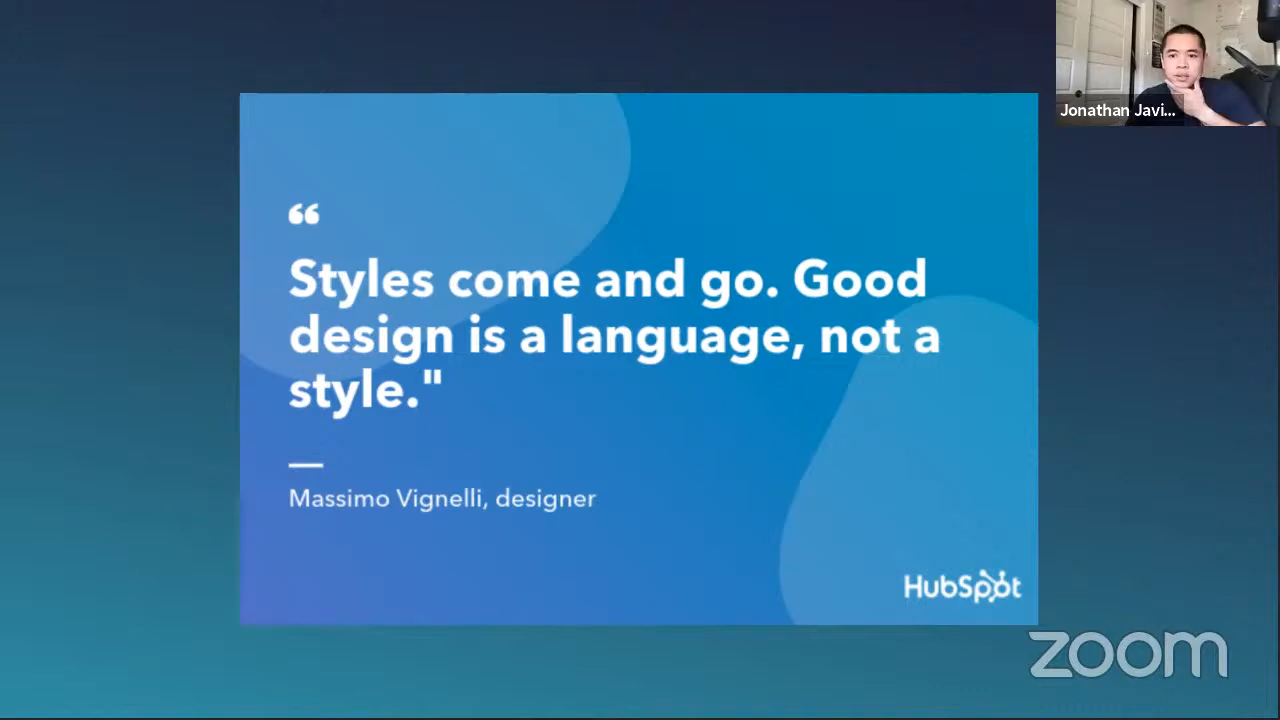 Jonathan Javi...
“
Styles come and go. Good
design is a language, not a
style."
Massimo Vignelli, designer
HubSpot
zoom